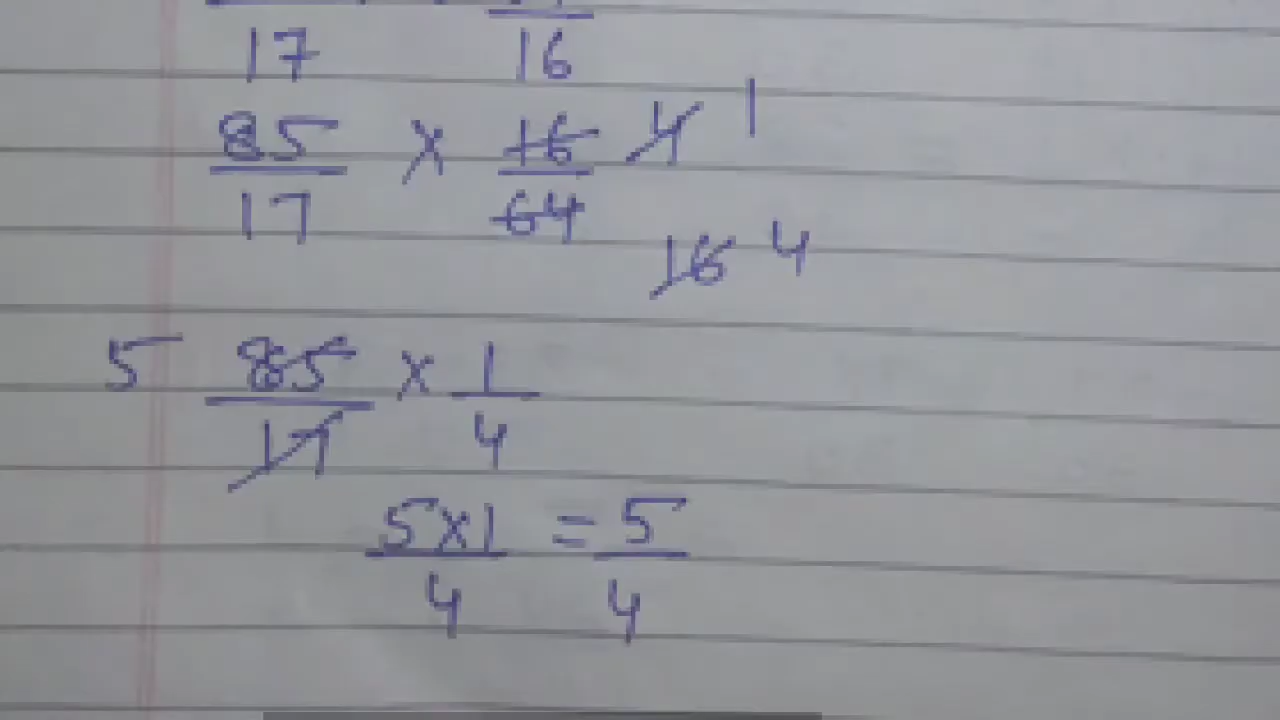 17 16
85 × 16 4 1
17 64 16 4
5 85 × 1
17 4
5×1 = 5
4 4